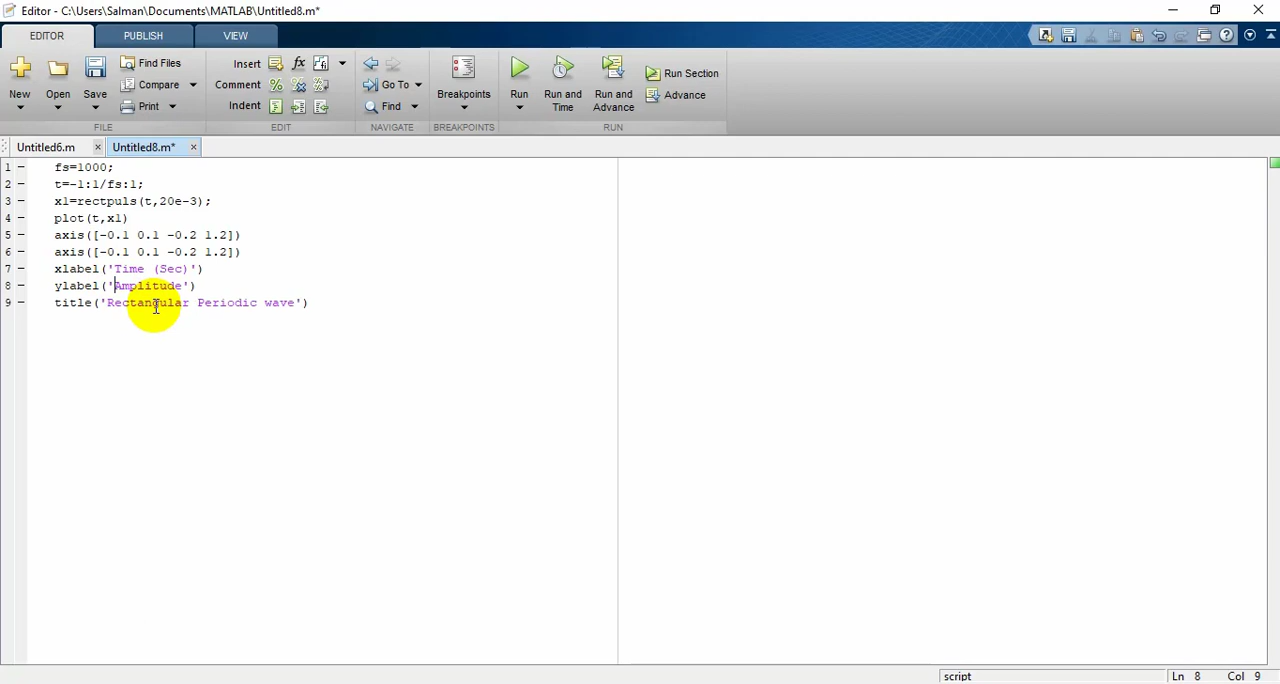 Editor - C:\Users\Salman\Documents\MATLAB\Untitled8.m*
EDITOR PUBLISH VIEW
New Open Save Find Files Compare Print
FILE
Insert fx Comment Indent
EDIT
Go To Find
NAVIGATE
Breakpoints
BREAKPOINTS
Run Run and Time Run and Advance Run Section Advance
RUN
Untitled6.m × Untitled8.m* ×
1 – fs=1000;
2 – t=-1:1/fs:1;
3 – x1=rectpuls(t,20e-3);
4 – plot(t,x1)
5 – axis([-0.1 0.1 -0.2 1.2])
6 – axis([-0.1 0.1 -0.2 1.2])
7 – xlabel('Time (Sec)')
8 – ylabel('Amplitude')
9 – title('Rectangular Periodic wave')
script Ln 8 Col 9